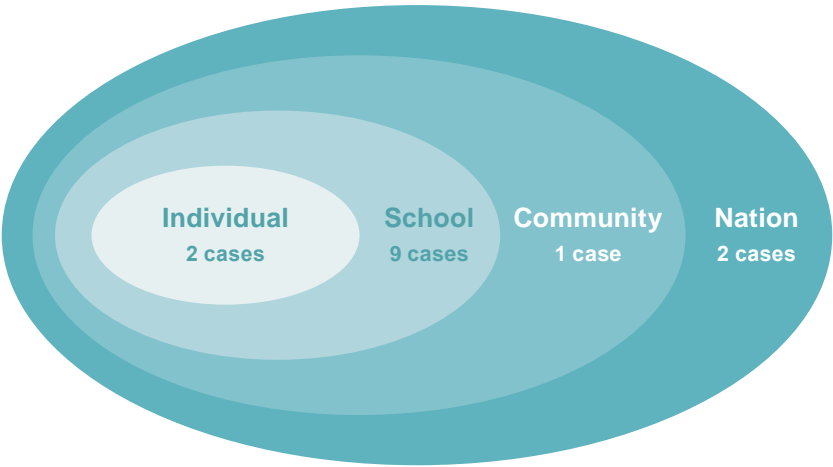 Individual
2 cases
School
9 cases
Community
1 case
Nation
2 cases